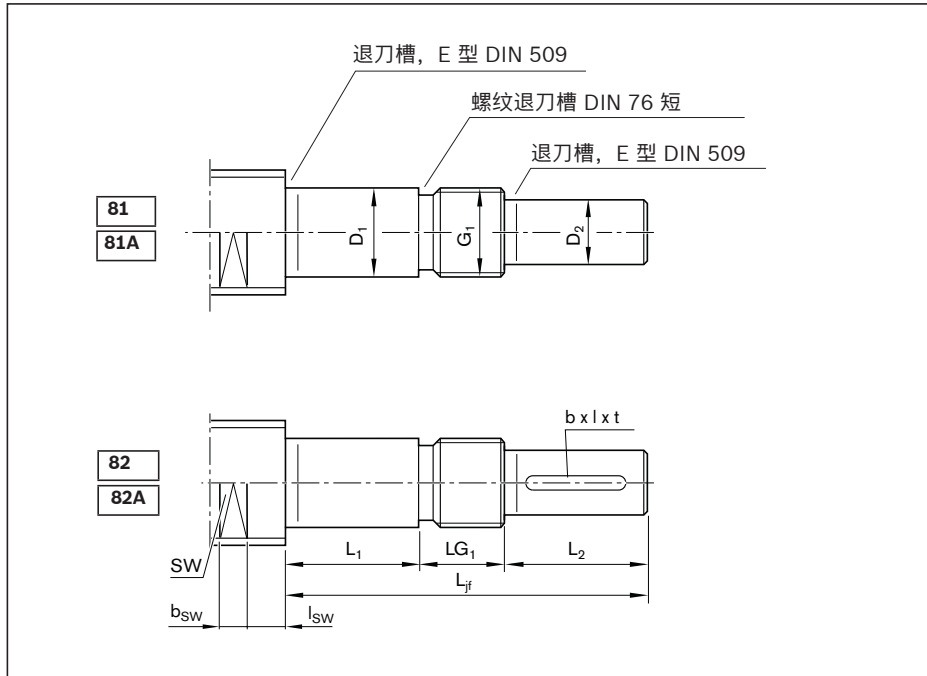 退刀槽，E 型 DIN 509
螺纹退刀槽 DIN 76 短
退刀槽，E 型 DIN 509
81
81A
D₁
G₁
D₂
82
82A
b x l x t
SW
L₁
LG₁
L₂
Ljf
bSW
lSW